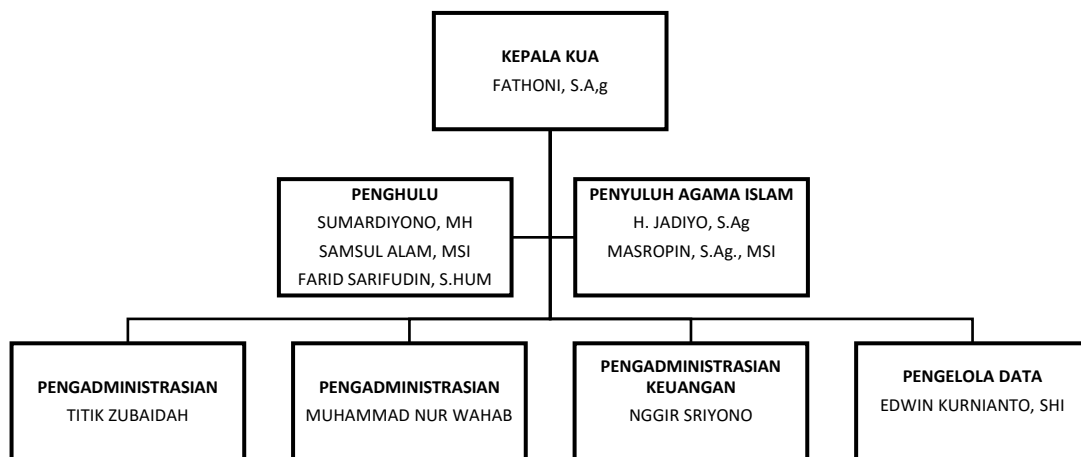 KEPALA KUA
FATHONI, S.A,g
PENGHULU
SUMARDIYONO, MH
SAMSUL ALAM, MSI
FARID SARIFUDIN, S.HUM
PENYULUH AGAMA ISLAM
H. JADIYO, S.Ag
MASROPIN, S.Ag., MSI
PENGADMINISTRASIAN
TITIK ZUBAIDAH
PENGADMINISTRASIAN
MUHAMMAD NUR WAHAB
PENGADMINISTRASIAN
KEUANGAN
NGGIR SRIYONO
PENGELOLA DATA
EDWIN KURNIANTO, SHI